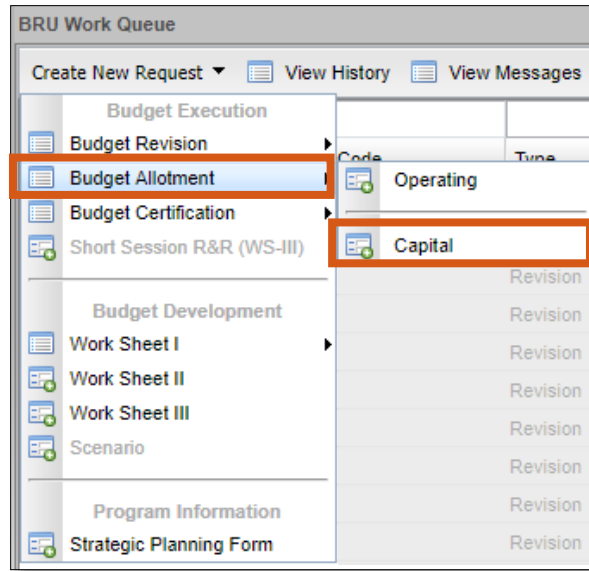 BRU Work Queue
Create New Request View History View Messages
Budget Execution
Budget Revision
Code Type
Budget Allotment
Operating
Budget Certification
Short Session R&R (WS-III)
Capital
Revision
Budget Development
Revision
Work Sheet I
Revision
Work Sheet II
Revision
Work Sheet III
Revision
Scenario
Revision
Program Information
Revision
Strategic Planning Form
Revision